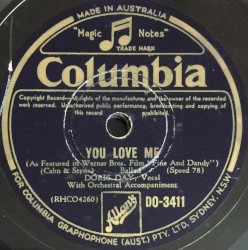 MADE IN AUSTRALIA
"Magic Notes"
TRADE MARK
Columbia
Copyright Record—All rights of the manufacturer and the owner of the recorded
work reserved. Unauthorised public performance, broadcasting and copying of
this record prohibited.
YOU LOVE ME
(As Featured in Warner Bros. Film "Fine And Dandy")
(Cahn & Styne) Ballad (Speed 78)
DORIS DAY, Vocal
With Orchestral Accompaniment
(RHCO4260)
Allans
DO-3411
FOR COLUMBIA GRAPHOPHONE (AUST.) PTY. LTD., SYDNEY, N.S.W.